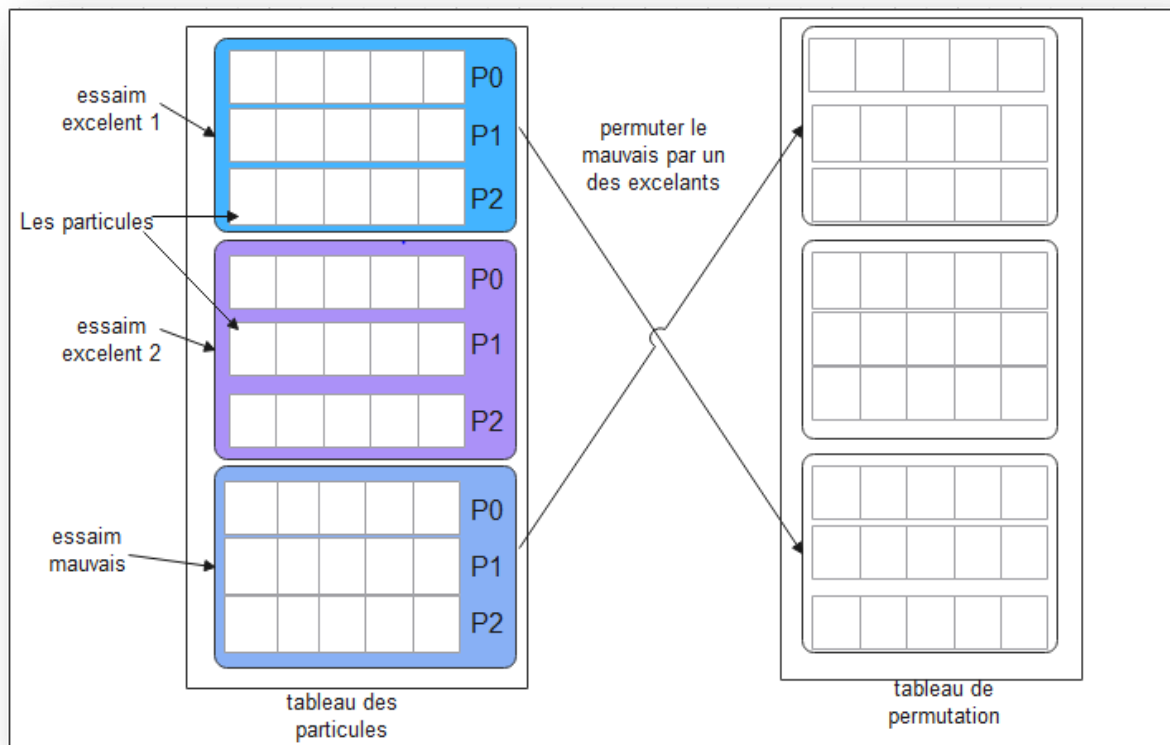 essaim
excelent 1
P0
P1
P2
permuter le
mauvais par un
des excelants
Les particules
essaim
excelent 2
P0
P1
P2
essaim
mauvais
P0
P1
P2
tableau des
particules
tableau de
permutation